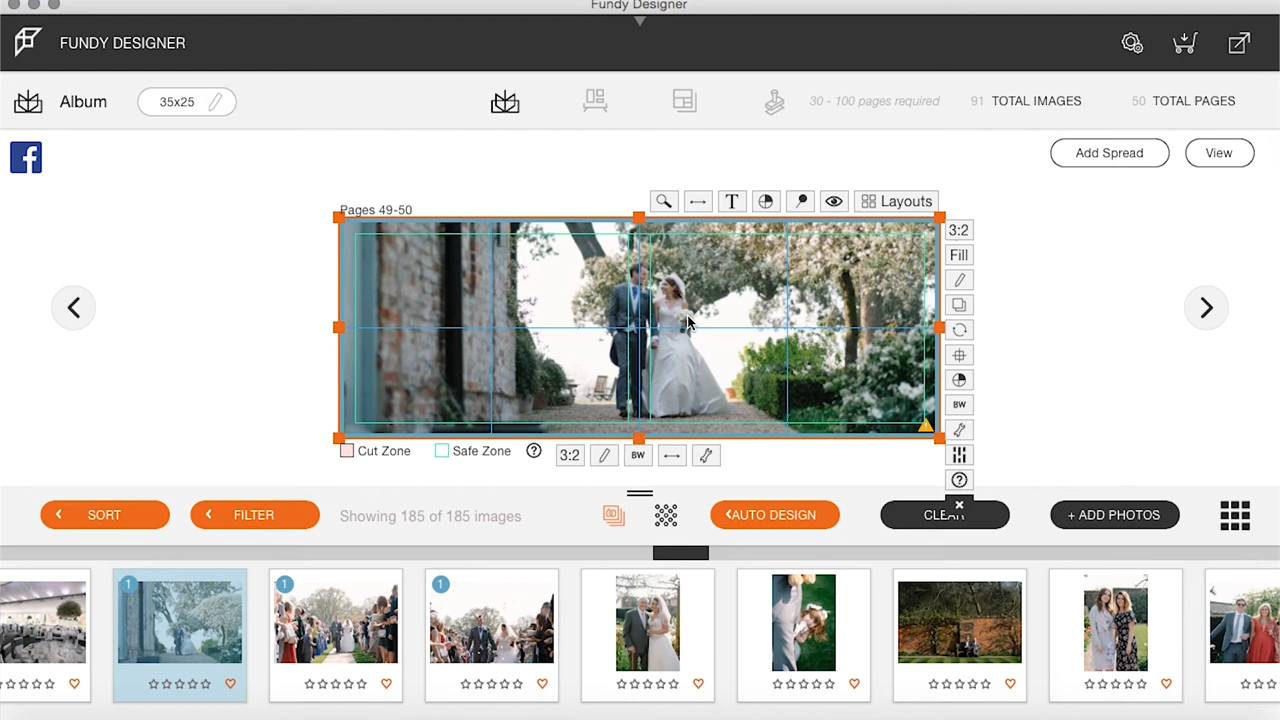 Fundy Designer
FUNDY DESIGNER
Album
35x25
30 - 100 pages required
91 TOTAL IMAGES
50 TOTAL PAGES
Add Spread
View
Pages 49-50
T
Layouts
3:2
Fill
BW
Cut Zone
Safe Zone
?
3:2
BW
?
SORT
FILTER
Showing 185 of 185 images
AUTO DESIGN
CLEAR
+ ADD PHOTOS
1
1
1